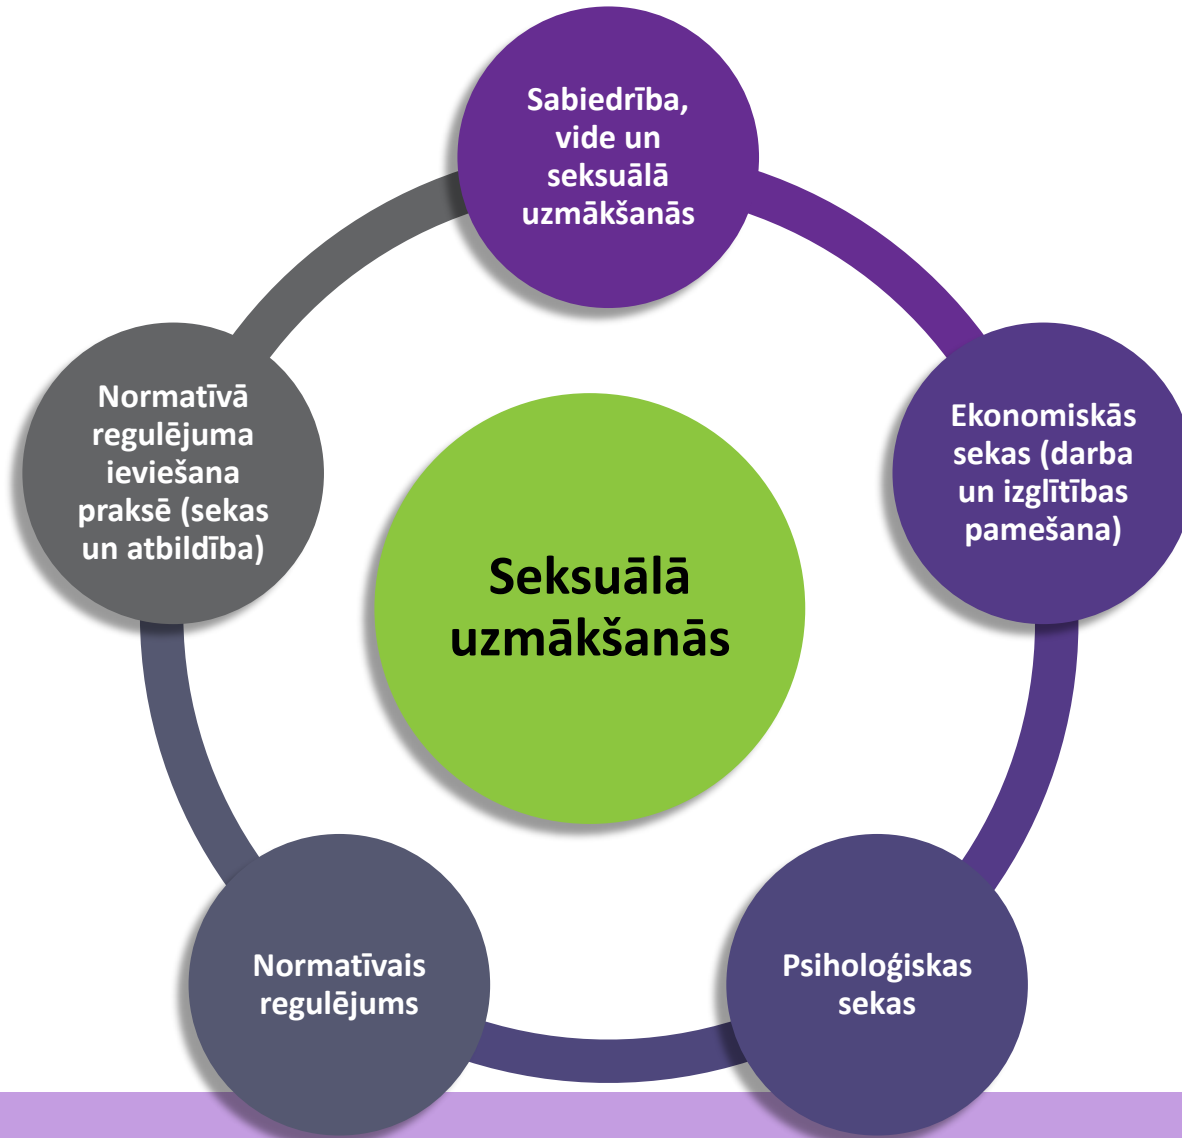 Sabiedrība,
vide un
seksuālā
uzmākšanās
Ekonomiskās
sekas (darba
un izglītības
pamešana)
Psiholoģiskas
sekas
Normatīvais
regulējums
Normatīvā
regulējuma
ieviešana
praksē (sekas
un atbildība)
Seksuālā
uzmākšanās